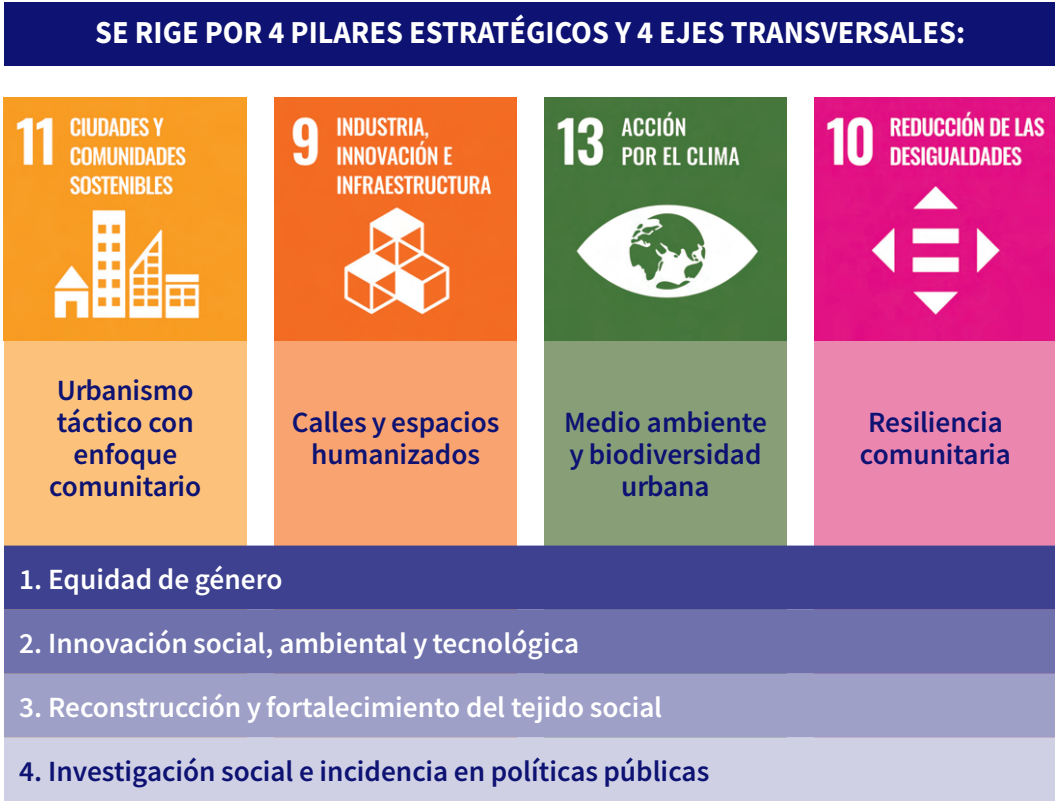 SE RIGE POR 4 PILARES ESTRATÉGICOS Y 4 EJES TRANSVERSALES:
11 CIUDADES Y
COMUNIDADES
SOSTENIBLES
9 INDUSTRIA,
INNOVACIÓN E
INFRAESTRUCTURA
13 ACCIÓN
POR EL CLIMA
10 REDUCCIÓN DE LAS
DESIGUALDADES
Urbanismo
táctico con
enfoque
comunitario
Calles y espacios
humanizados
Medio ambiente
y biodiversidad
urbana
Resiliencia
comunitaria
1. Equidad de género
2. Innovación social, ambiental y tecnológica
3. Reconstrucción y fortalecimiento del tejido social
4. Investigación social e incidencia en políticas públicas